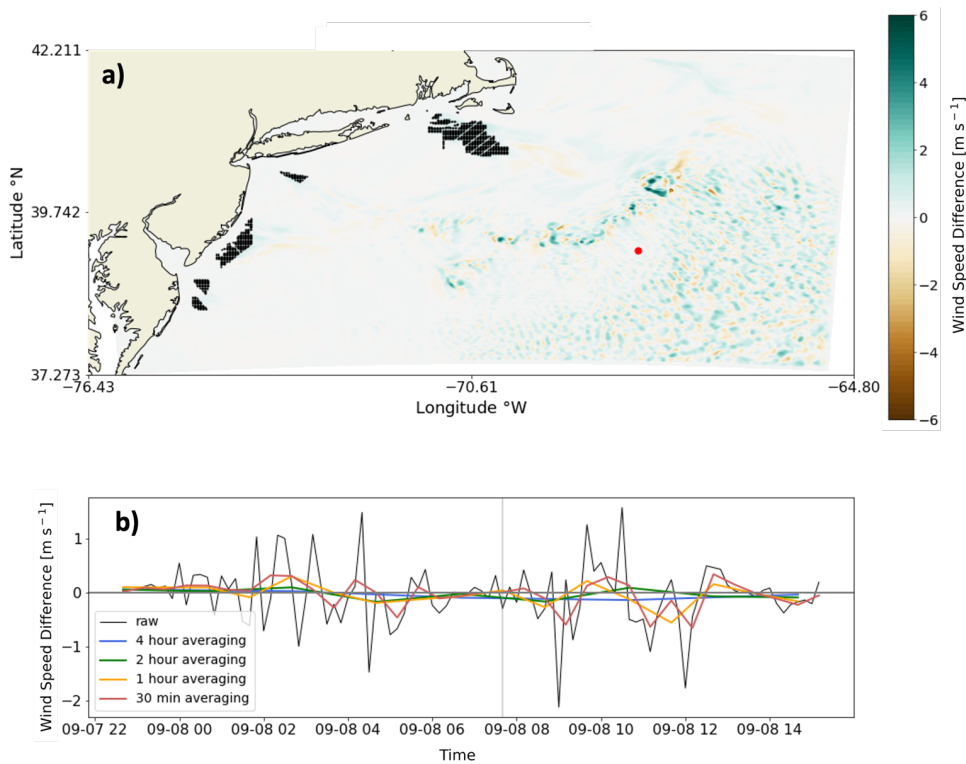 a)
42.211
39.742
37.273
Latitude °N
−76.43
−70.61
−64.80
Longitude °W
6
4
2
0
−2
−4
−6
Wind Speed Difference [m s⁻¹]
b)
1
0
−1
−2
Wind Speed Difference [m s⁻¹]
raw
4 hour averaging
2 hour averaging
1 hour averaging
30 min averaging
09-07 22
09-08 00
09-08 02
09-08 04
09-08 06
09-08 08
09-08 10
09-08 12
09-08 14
Time